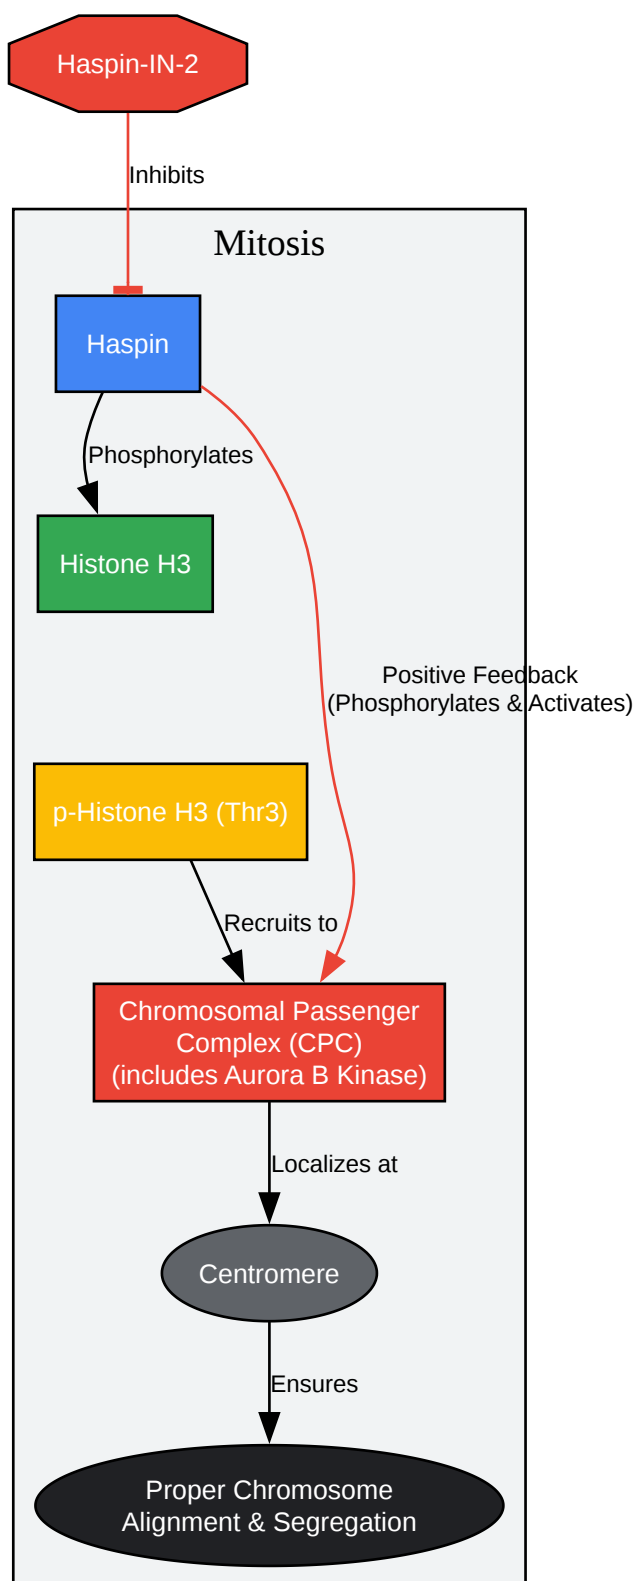 Haspin-IN-2
Inhibits
Mitosis
Haspin
Phosphorylates
Histone H3
Positive Feedback
(Phosphorylates & Activates)
p-Histone H3 (Thr3)
Recruits to
Chromosomal Passenger
Complex (CPC)
(includes Aurora B Kinase)
Localizes at
Centromere
Ensures
Proper Chromosome
Alignment & Segregation